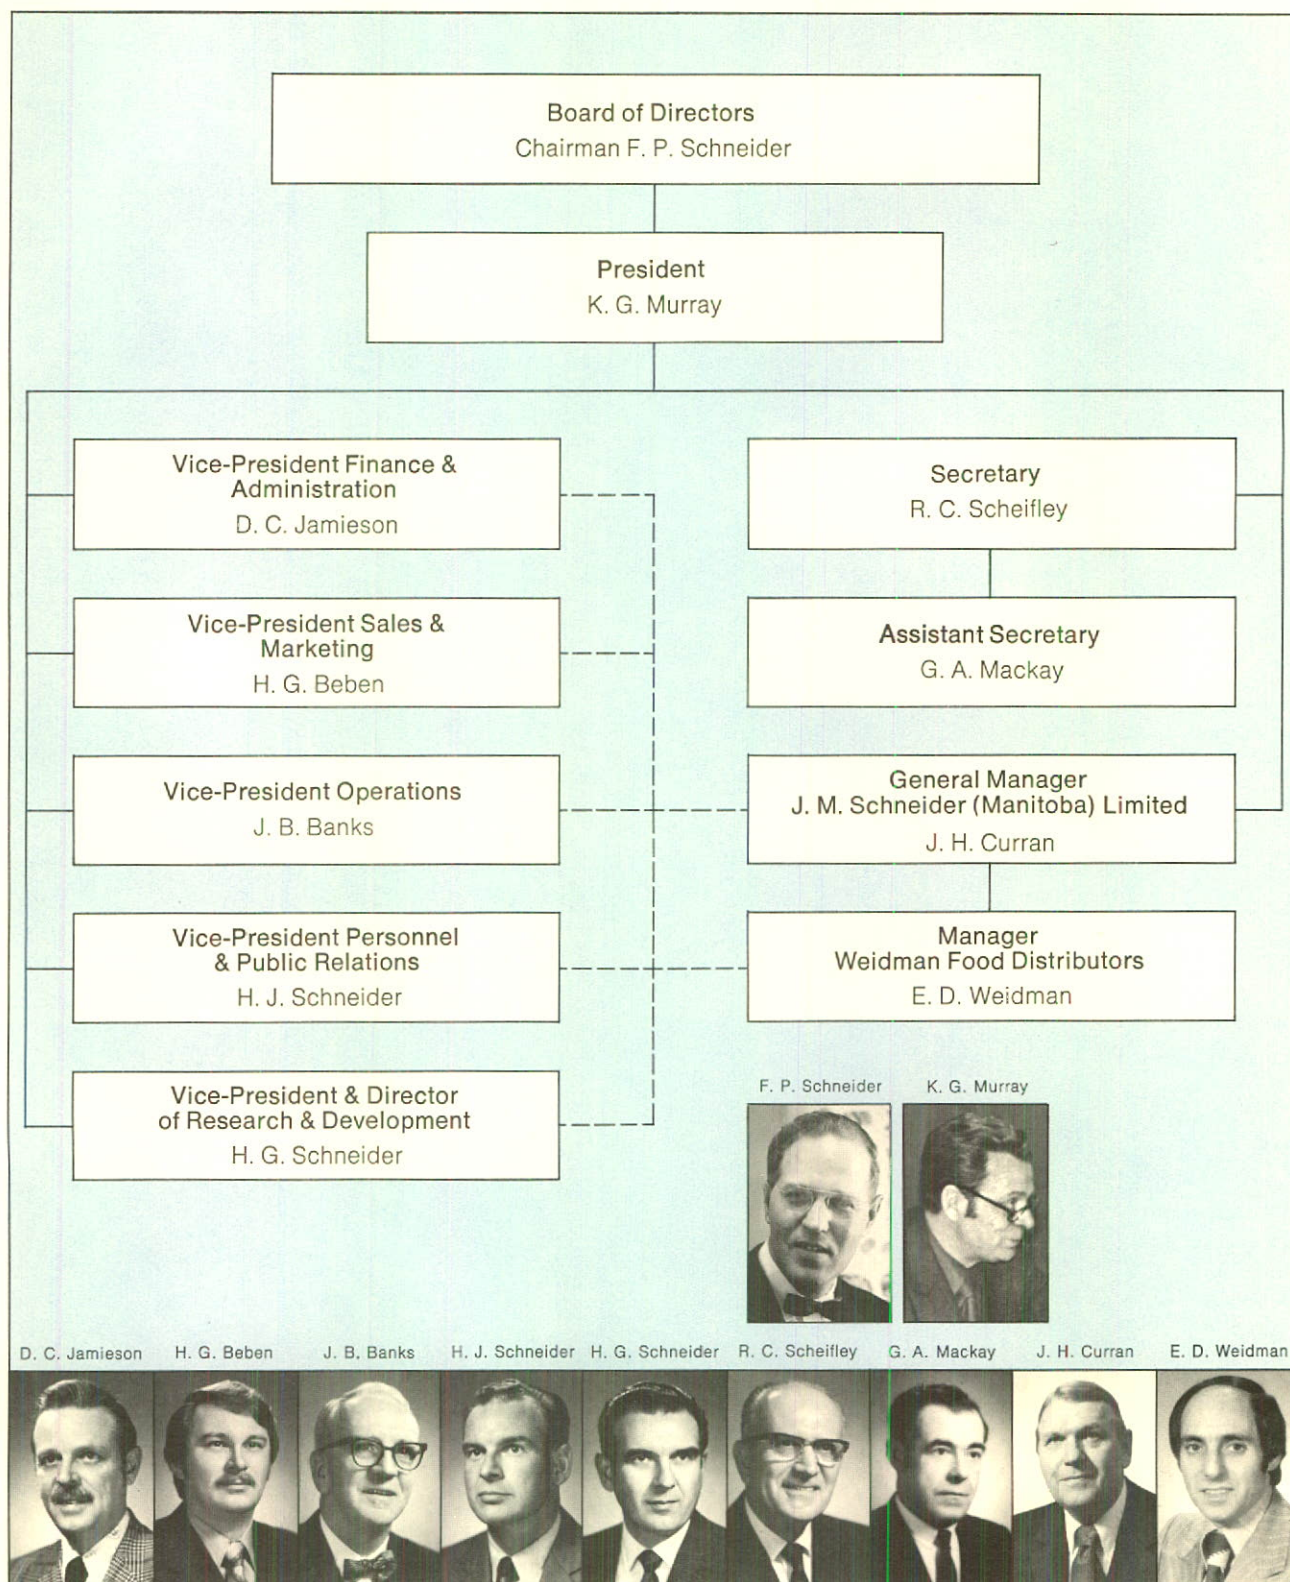 Board of Directors
Chairman F. P. Schneider
President
K. G. Murray
Vice-President Finance &
Administration
D. C. Jamieson
Vice-President Sales &
Marketing
H. G. Beben
Vice-President Operations
J. B. Banks
Vice-President Personnel
& Public Relations
H. J. Schneider
Vice-President & Director
of Research & Development
H. G. Schneider
Secretary
R. C. Scheifley
Assistant Secretary
G. A. Mackay
General Manager
J. M. Schneider (Manitoba) Limited
J. H. Curran
Manager
Weidman Food Distributors
E. D. Weidman
F. P. Schneider
K. G. Murray
D. C. Jamieson
H. G. Beben
J. B. Banks
H. J. Schneider
H. G. Schneider
R. C. Scheifley
G. A. Mackay
J. H. Curran
E. D. Weidman